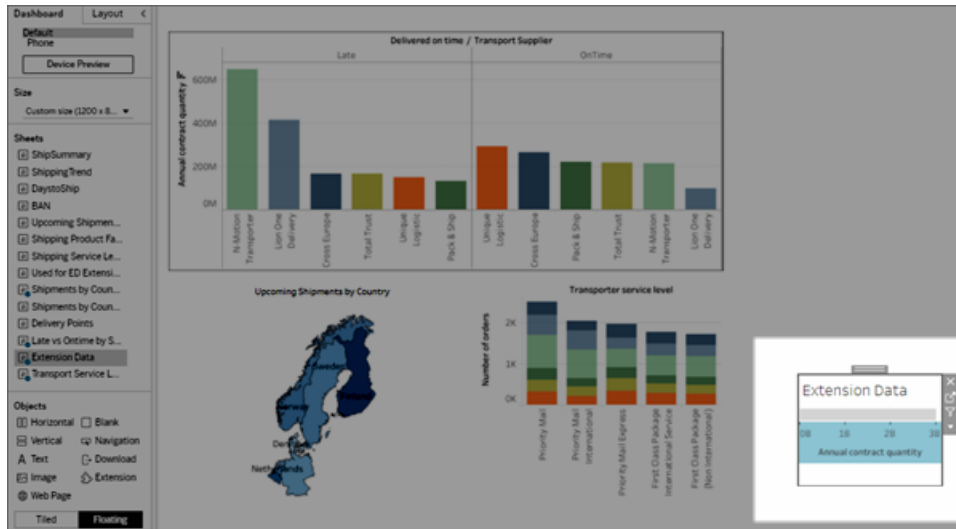 Dashboard Layout <
Default
Phone
Device Preview
Size
Custom size (1200 x 8...
Sheets
ShipSummary
ShippingTrend
DaystoShip
BAN
Upcoming Shipmen...
Shipping Product Fa...
Shipping Service Le...
Used for ED Extensi...
Shipments by Coun...
Shipments by Coun...
Delivery Points
Late vs Ontime by S...
Extension Data
Transport Service L...
Objects
Horizontal Blank
Vertical Navigation
Text Download
Image Extension
Web Page
Tiled Floating
Delivered on time / Transport Supplier
Late OnTime
Annual contract quantity
600M
400M
200M
0M
N-Motion
Transporter
Lion One
Delivery
Cross Europe
Total Trust
Unique
Logistic
Pack & Ship
Unique
Logistic
Cross Europe
Pack & Ship
Total Trust
N-Motion
Transporter
Lion One
Delivery
Upcoming Shipments by Country
Sweden
Norway
Netherlands
Transporter service level
Number of orders
2K
1K
0K
Priority Mail
Priority Mail
International
Priority Mail Express
First Class Package
International Service
First Class Package
(Non International)
Extension Data
0B 1B 2B 3B
Annual contract quantity